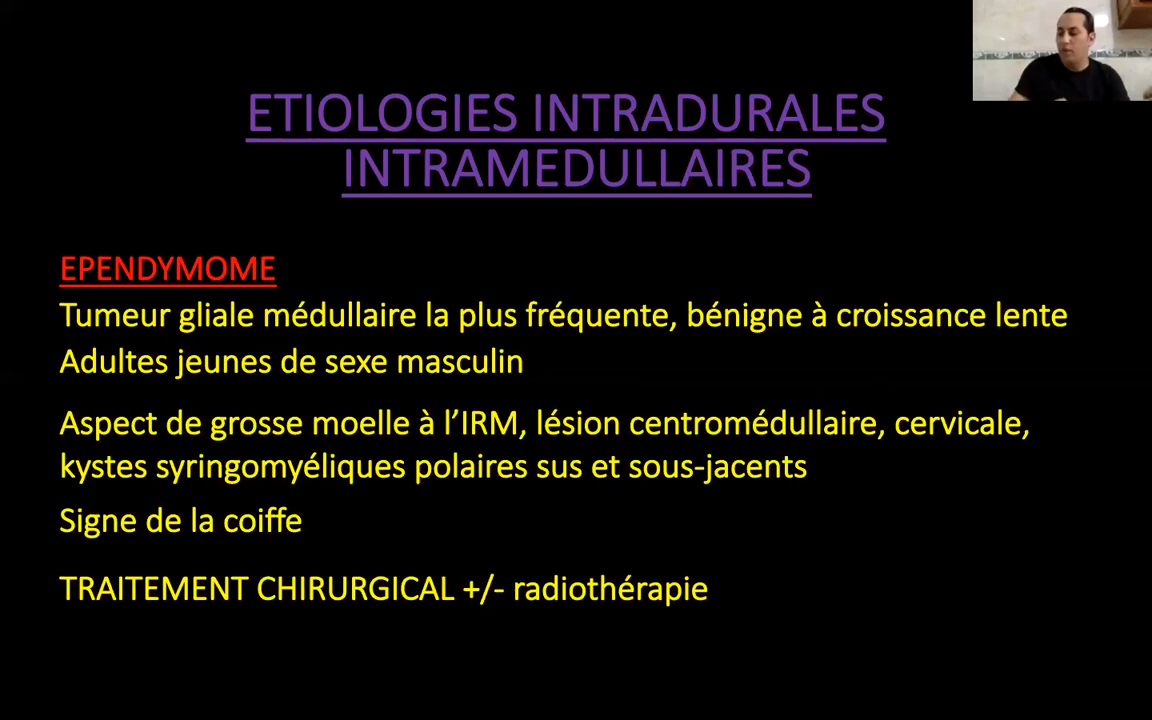 ETIOLOGIES INTRADURALES
INTRAMEDULLAIRES
EPENDYMOME
Tumeur gliale médullaire la plus fréquente, bénigne à croissance lente
Adultes jeunes de sexe masculin
Aspect de grosse moelle à l’IRM, lésion centromédullaire, cervicale,
kystes syringomyéliques polaires sus et sous-jacents
Signe de la coiffe
TRAITEMENT CHIRURGICAL +/- radiothérapie